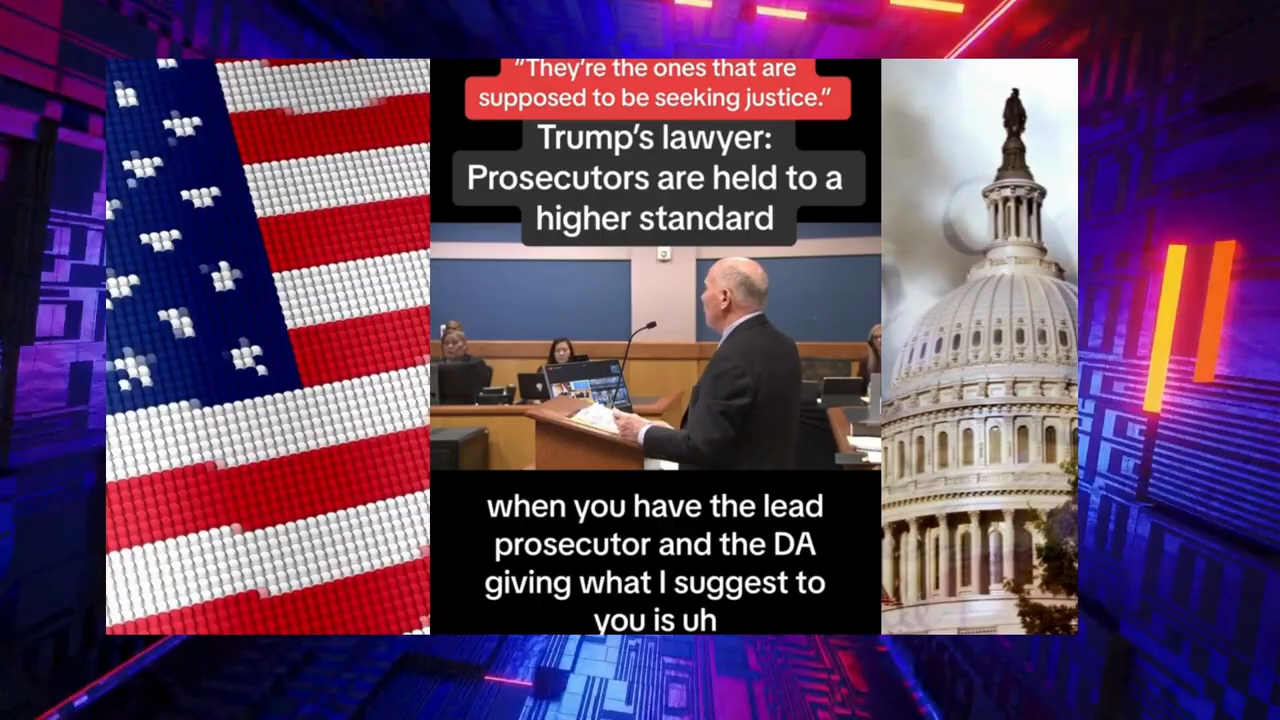 “They’re the ones that are
supposed to be seeking justice.”
Trump’s lawyer:
Prosecutors are held to a
higher standard
when you have the lead
prosecutor and the DA
giving what I suggest to
you is uh